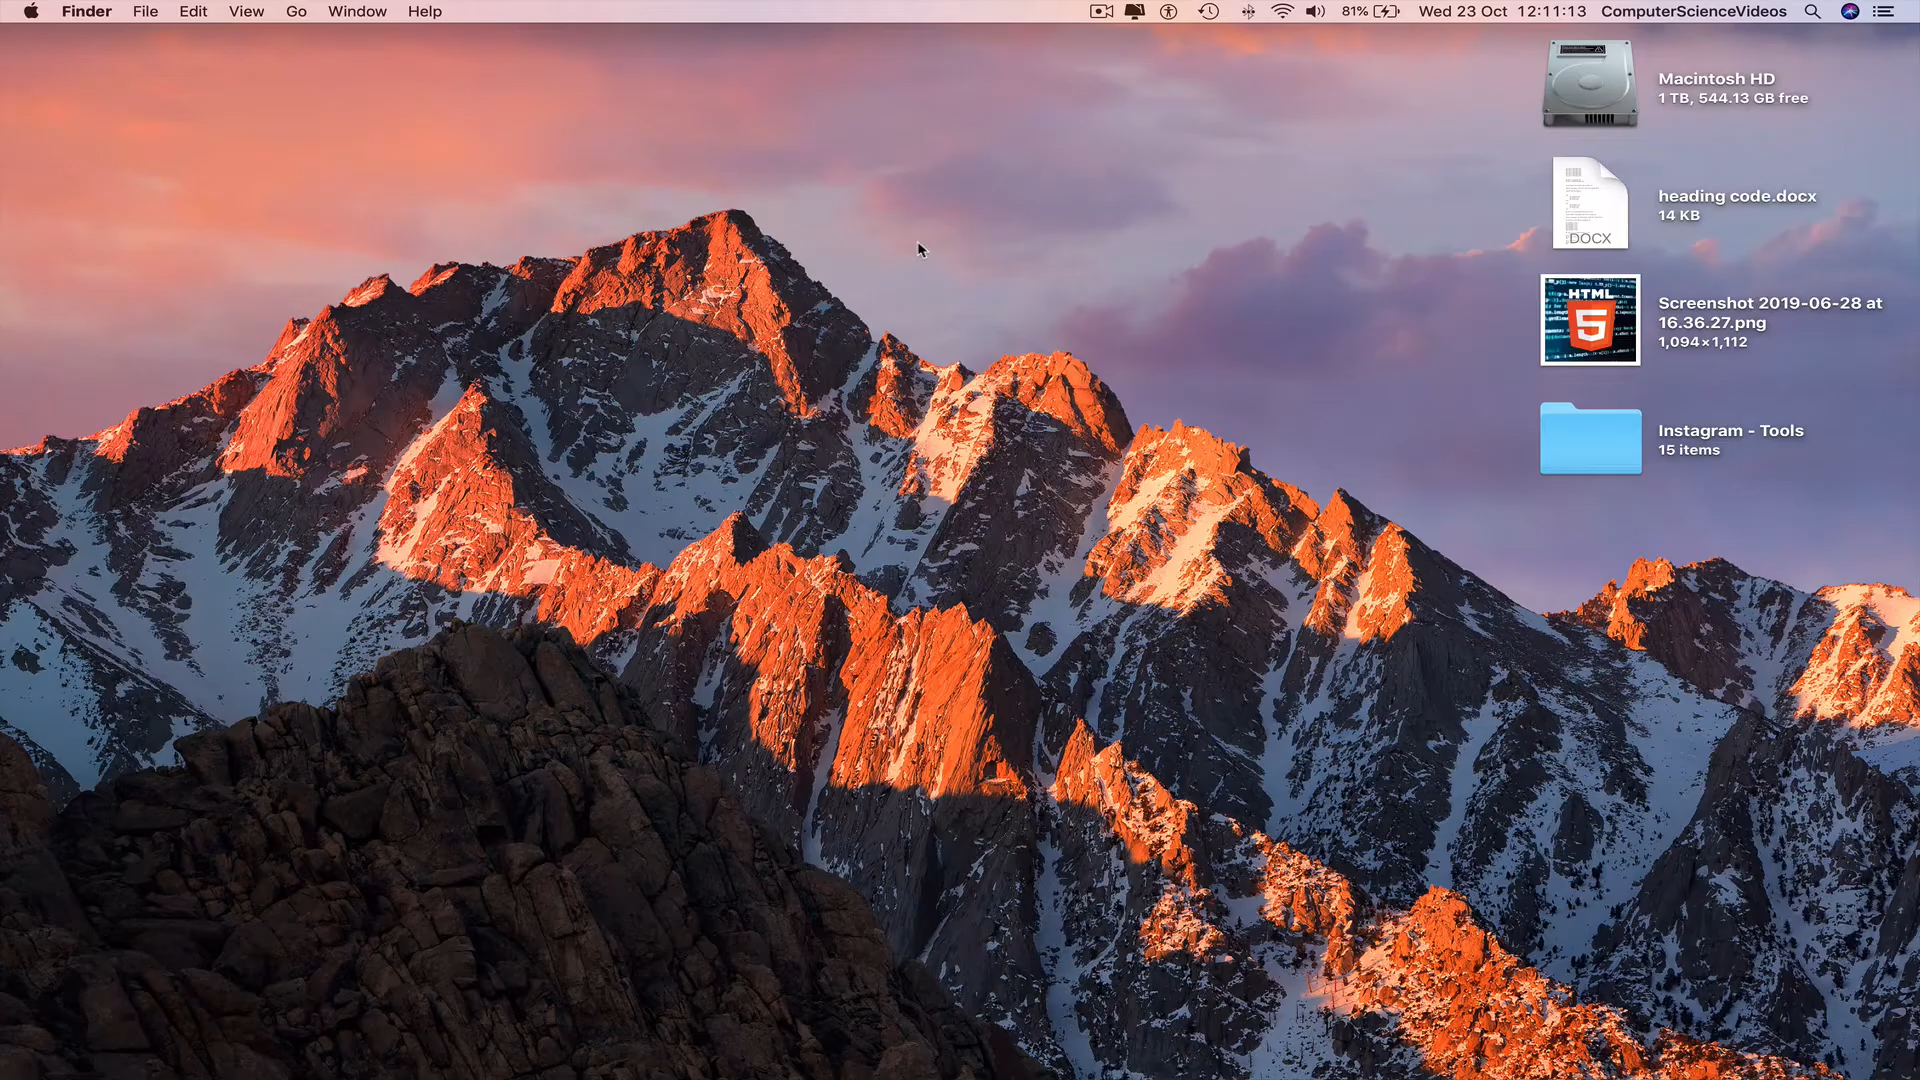 Finder File Edit View Go Window Help 81% Wed 23 Oct 12:11:13 ComputerScienceVideos
Macintosh HD
1 TB, 544.13 GB free
heading code.docx
14 KB
DOCX
HTML
5
Screenshot 2019-06-28 at
16.36.27.png
1,094×1,112
Instagram - Tools
15 items